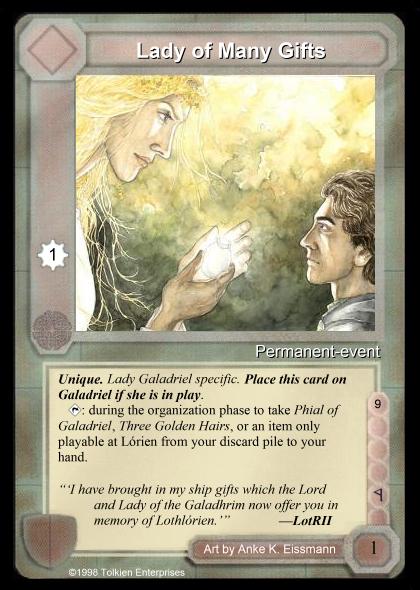 Lady of Many Gifts
1
Permanent-event
Unique. Lady Galadriel specific. Place this card on
Galadriel if she is in play.
: during the organization phase to take Phial of
Galadriel, Three Golden Hairs, or an item only
playable at Lórien from your discard pile to your
hand.
9
“‘I have brought in my ship gifts which the Lord
and Lady of the Galadhrim now offer you in
memory of Lothlórien.’” —LotRII
Art by Anke K. Eissmann
1
©1998 Tolkien Enterprises